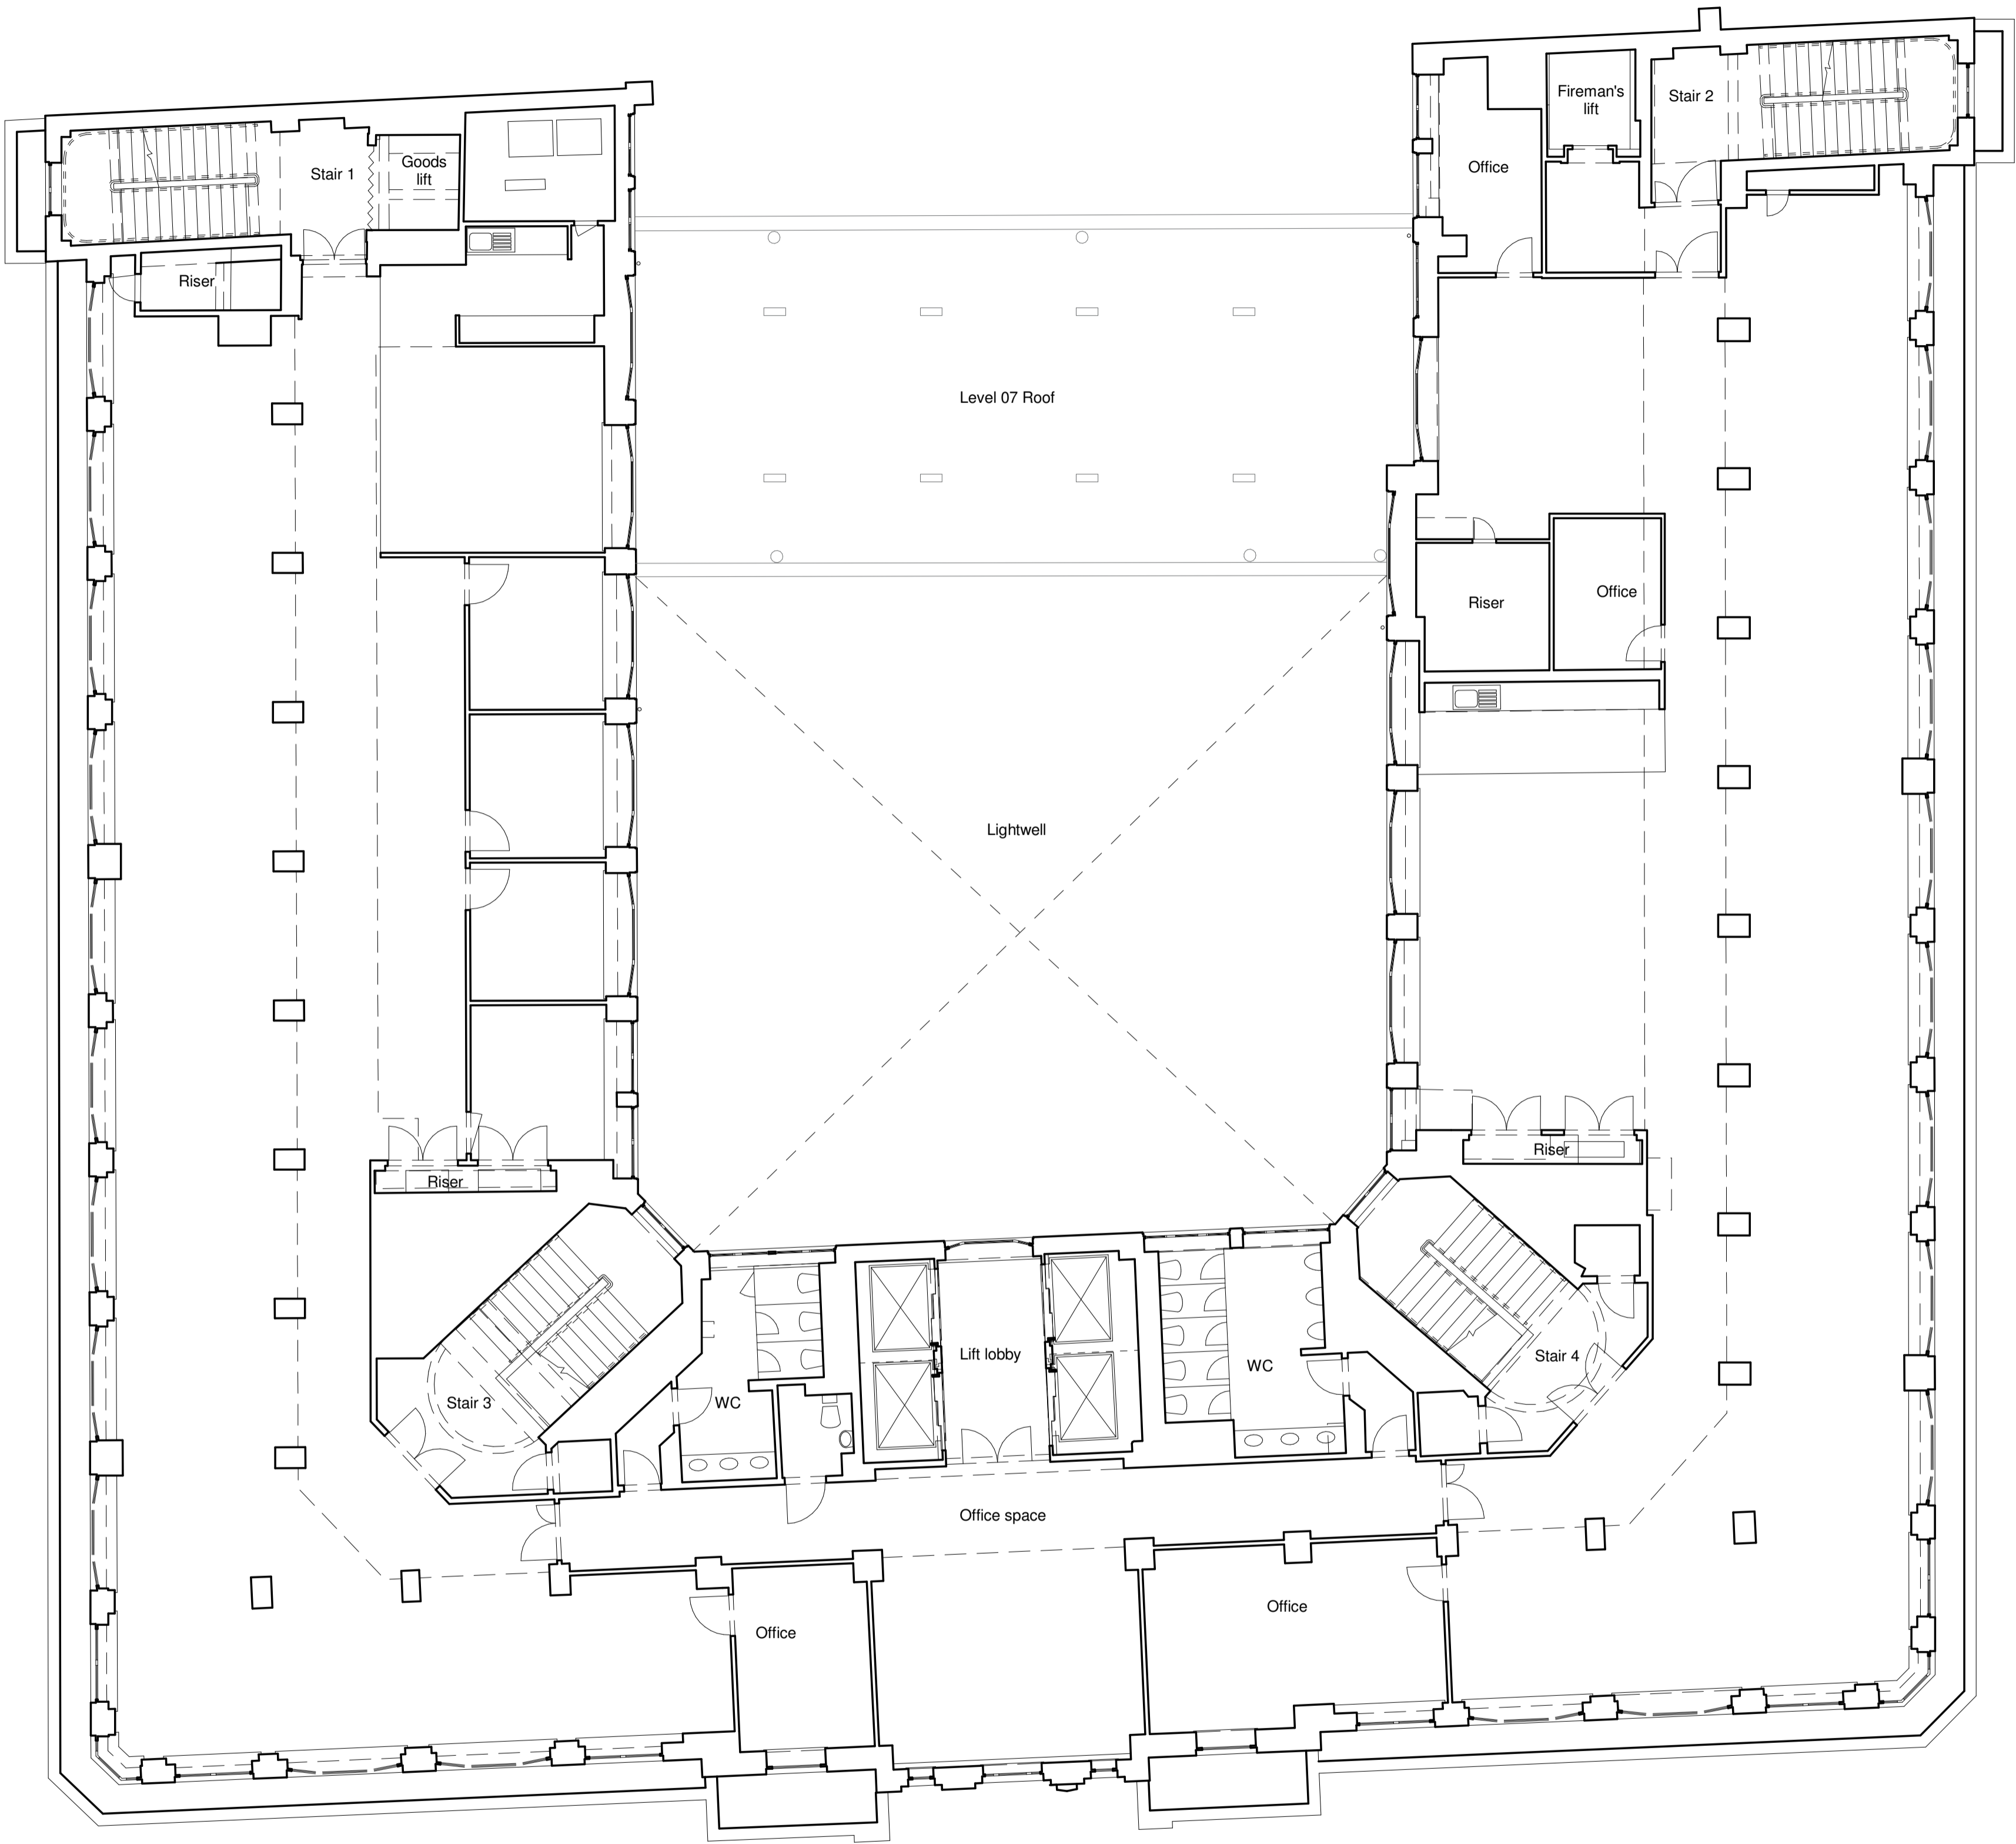 Fireman's
lift
Stair 2
Stair 1
Goods
lift
Office
Riser
Level 07 Roof
Riser
Office
Lightwell
Riser
Riser
Lift lobby
WC
Stair 4
Stair 3
WC
Office space
Office
Office